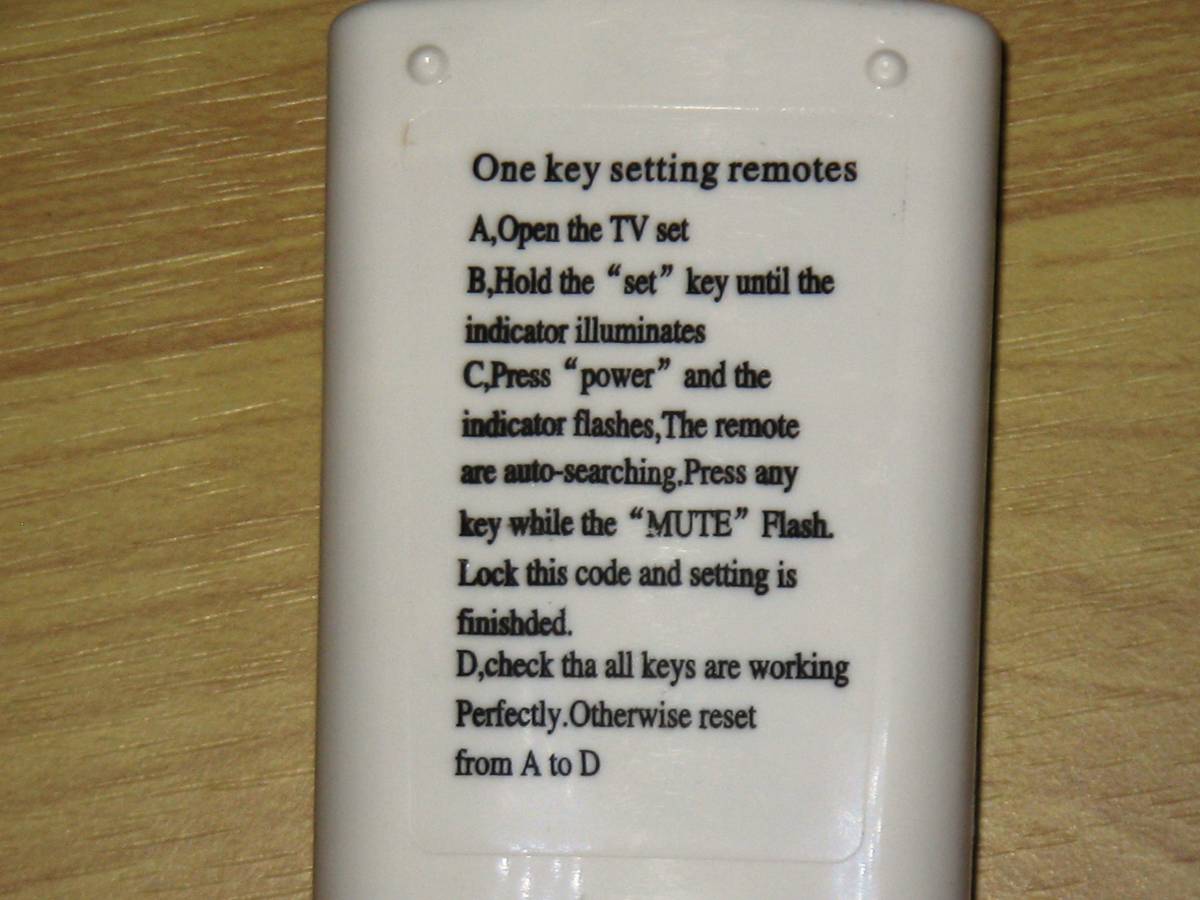 One key setting remotes
A,Open the TV set
B,Hold the “set” key until the
indicator illuminates
C,Press “power” and the
indicator flashes,The remote
are auto-searching.Press any
key while the “MUTE” Flash.
Lock this code and setting is
finishded.
D,check tha all keys are working
Perfectly.Otherwise reset
from A to D